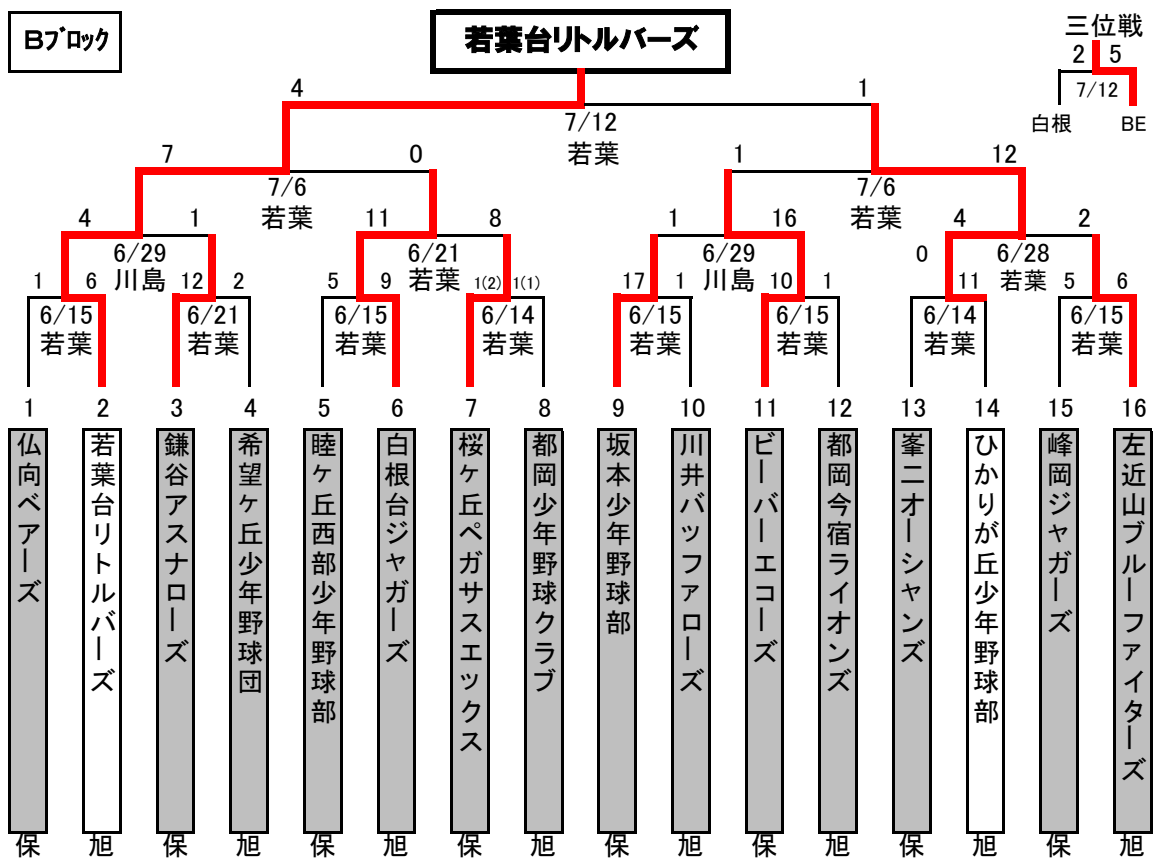 Bブロック
若葉台リトルバーズ
三位戦
2 5
7/12
白根 BE
4 1
7/12
若葉
7 0
7/6
若葉
1 12
7/6
若葉
4 1
6/29
川島
11 8
6/21
若葉
1 16
6/29
川島
4 2
6/28
若葉
1 6
6/15
若葉
12 2
6/21
若葉
5 9
6/15
若葉
1(2) 1(1)
6/14
若葉
17 1
6/15
若葉
10 1
6/15
若葉
0 11
6/14
若葉
5 6
6/15
若葉
1 2 3 4 5 6 7 8 9 10 11 12 13 14 15 16
仏向ベアーズ
若葉台リトルバーズ
鎌谷アスナローズ
希望ヶ丘少年野球団
睦ヶ丘西部少年野球部
白根台ジャガーズ
桜ヶ丘ペガサスエックス
都岡少年野球クラブ
坂本少年野球部
川井バッファローズ
ビーバーエコーズ
都岡今宿ライオンズ
峯二オーシャンズ
ひかりが丘少年野球部
峰岡ジャガーズ
左近山ブルーファイターズ
保 旭 保 旭 保 旭 保 旭 保 旭 保 旭 保 旭 保 旭